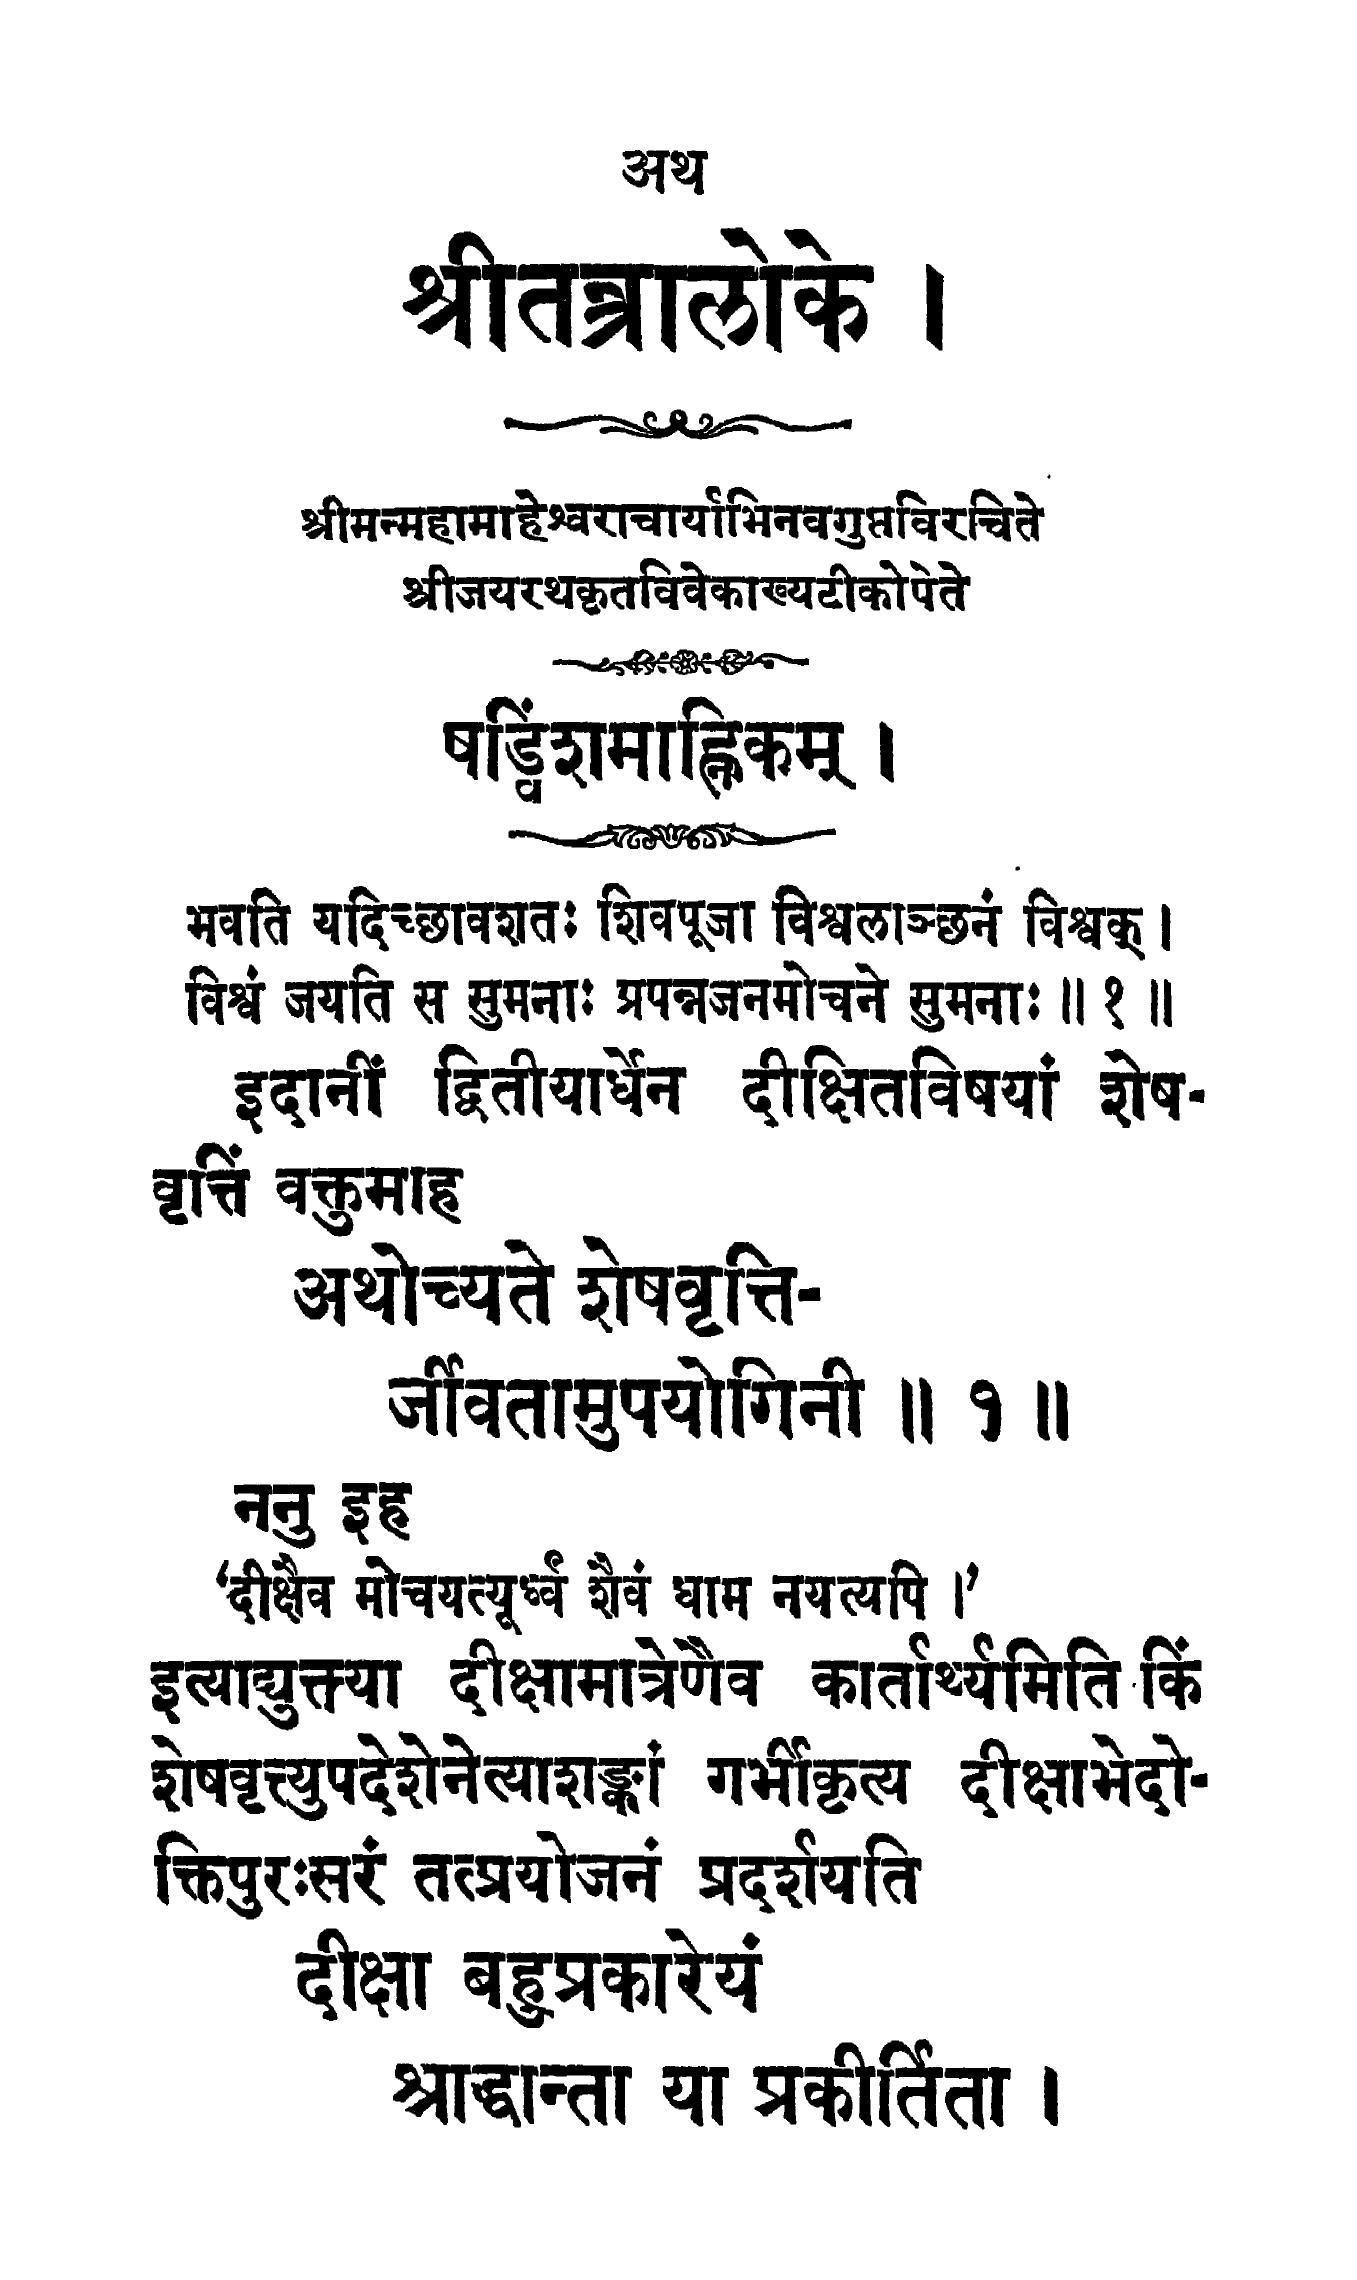 अथ
श्रीतन्त्रालोके ।
श्रीमन्महामाहेश्वराचार्याभिनवगुप्तविरचिते
श्रीजयरथकृतविवेकाख्यटीकोपेते
षड्विंशमाह्निकम् ।
भवति यदिच्छावशतः शिवपूजा विश्वलाञ्छनं विश्वक् ।
विश्वं जयति स सुमनाः प्रपन्नजनमोचने सुमनाः ॥ १ ॥
इदानीं द्वितीयार्धेन दीक्षितविषयां शेष-
वृत्तिं वक्तुमाह
अथोच्यते शेषवृत्ति-
र्जीवतामुपयोगिनी ॥ १ ॥
ननु इह
‘दीक्षैव मोचयत्यूर्ध्वं शैवं धाम नयत्यपि ।’
इत्याद्युक्त्या दीक्षामात्रेणैव कार्तार्थ्यमिति किं
शेषवृत्त्युपदेशेनेत्याशङ्कां गर्भीकृत्य दीक्षाभेदो-
क्तिपुरःसरं तत्प्रयोजनं प्रदर्शयति
दीक्षा बहुप्रकारेयं
श्राद्धान्ता या प्रकीर्तिता ।